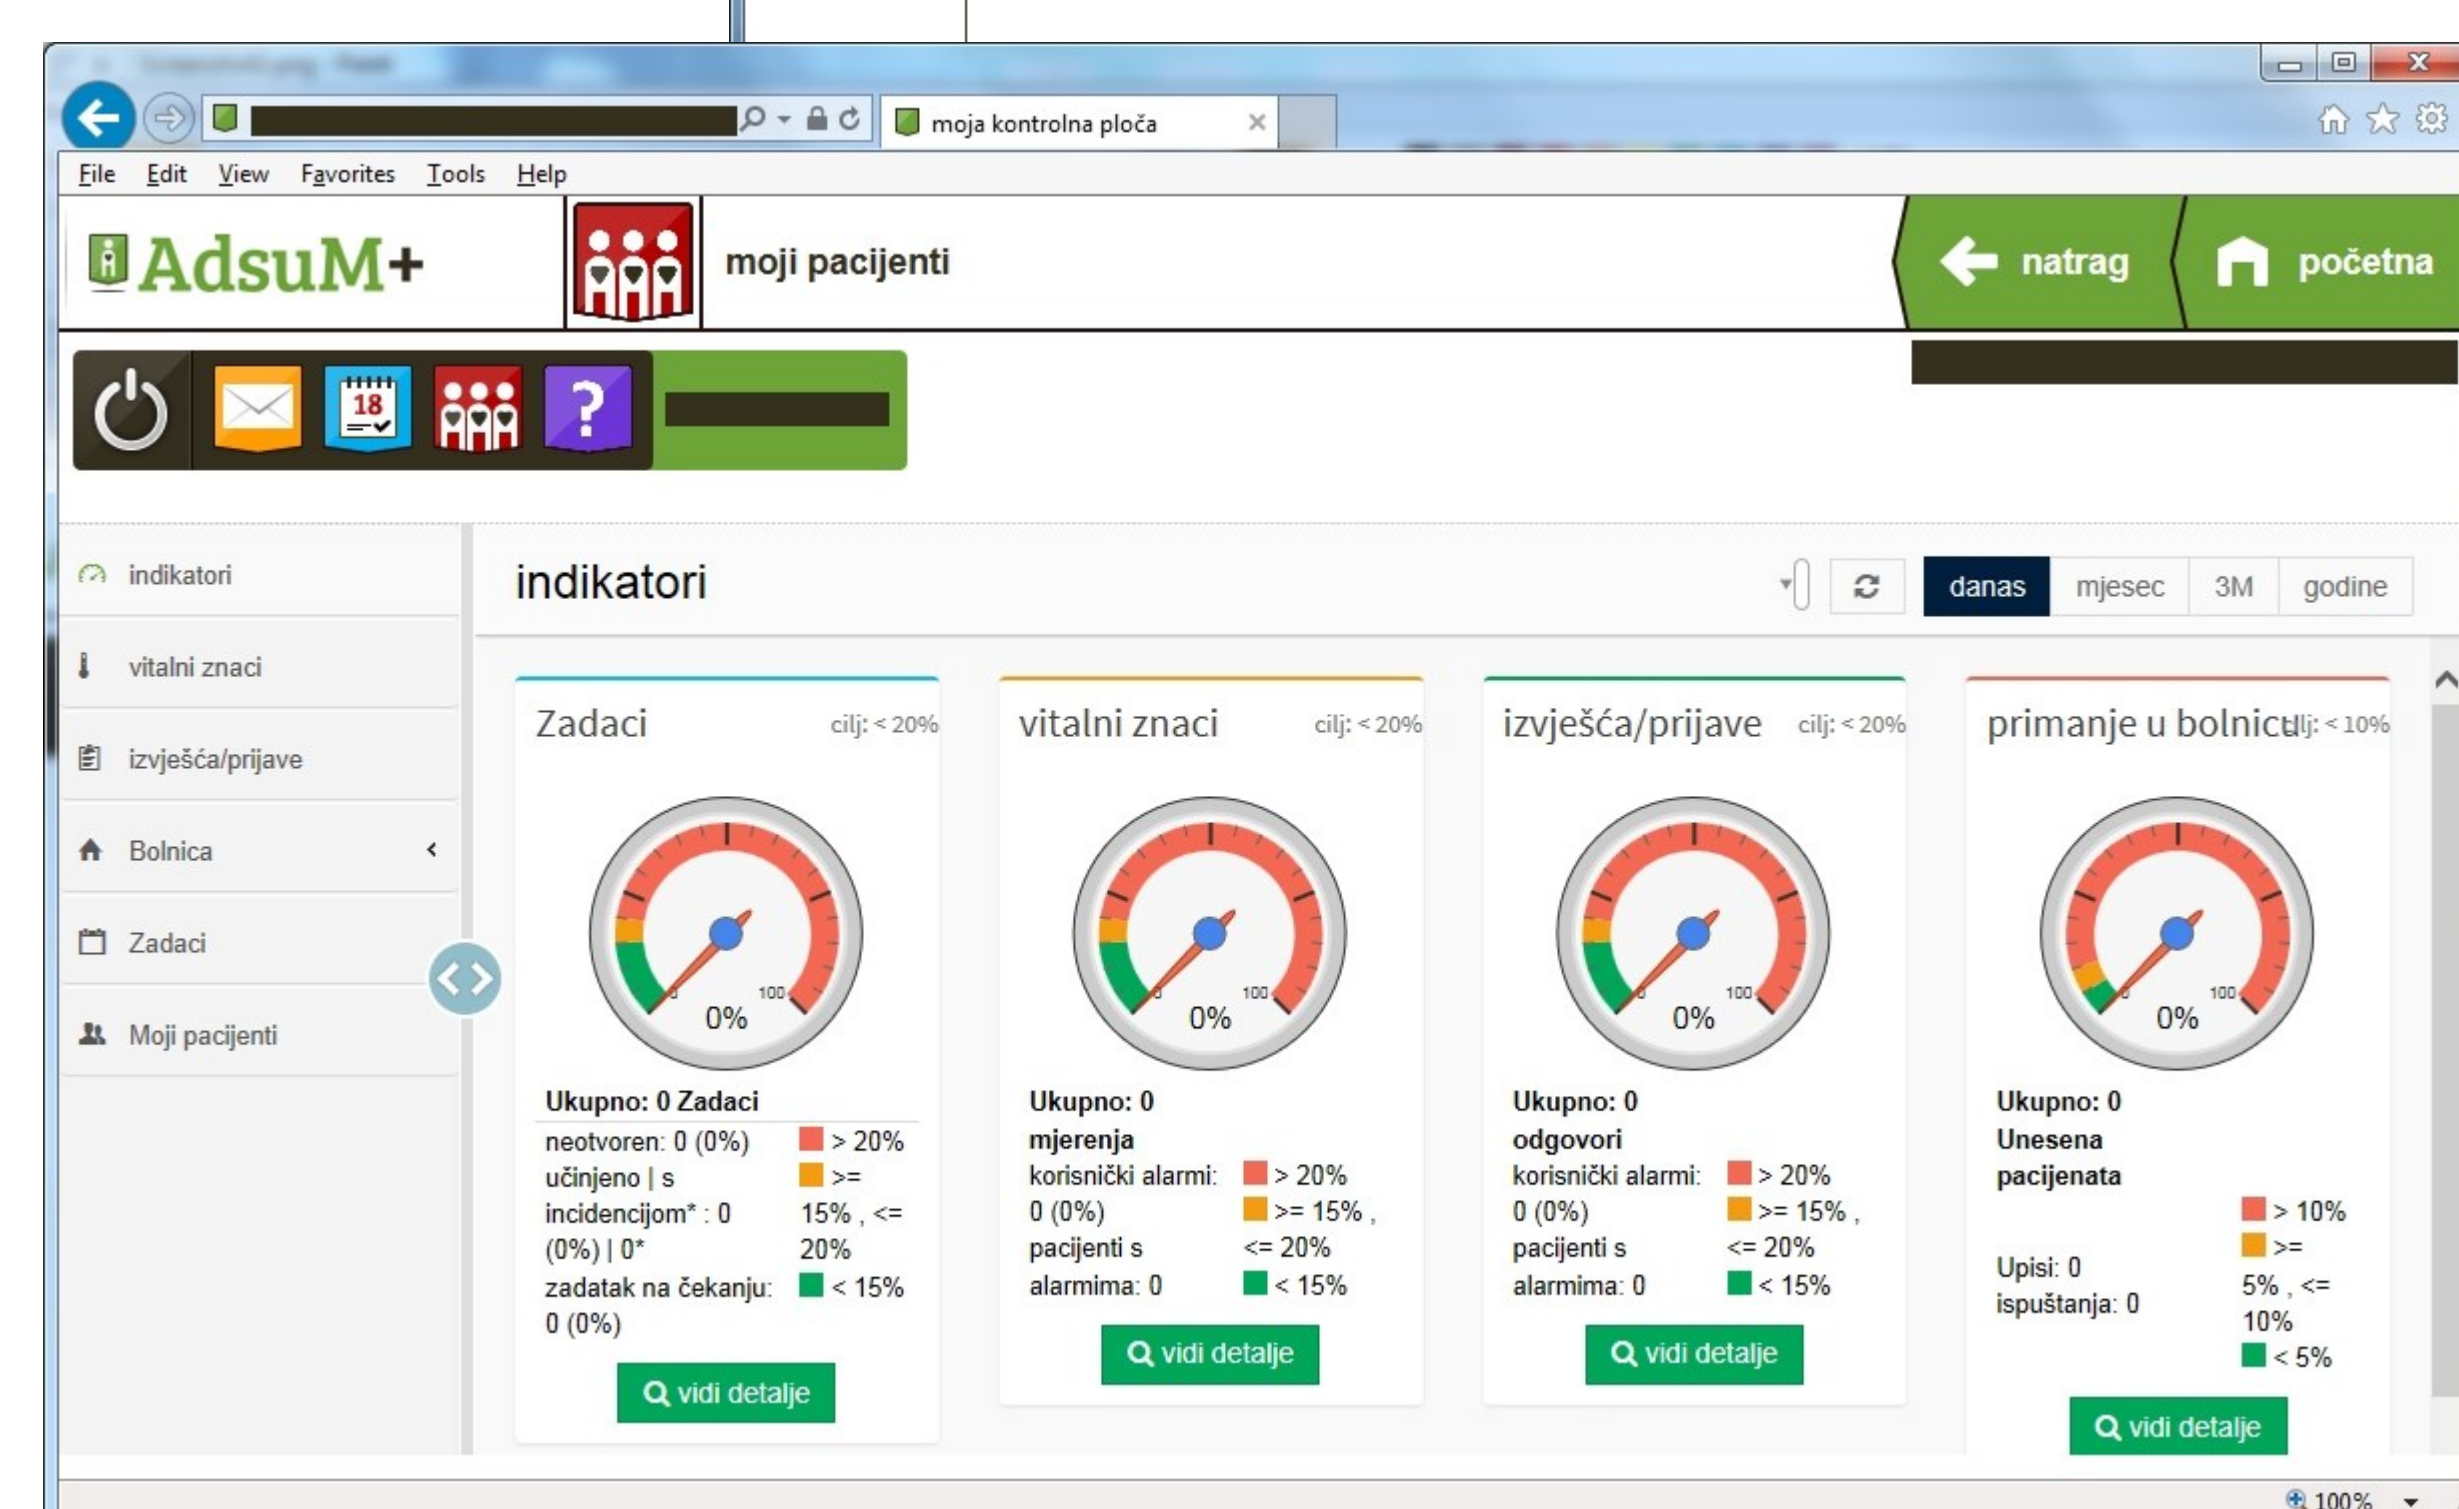 moja kontrolna ploča
File Edit View Favorites Tools Help
AdsuM+
moji pacijenti
natrag
početna
18
?
indikatori
vitalni znaci
izvješća/prijave
Bolnica
Zadaci
Moji pacijenti
indikatori
danas mjesec 3M godine
Zadaci cilj: < 20%
0 100
0%
Ukupno: 0 Zadaci
neotvoren: 0 (0%)
učinjeno | s
incidencijom* : 0
(0%) | 0*
zadatak na čekanju:
0 (0%)
> 20%
>=
15% , <=
20%
< 15%
vidi detalje
vitalni znaci cilj: < 20%
0 100
0%
Ukupno: 0
mjerenja
korisnički alarmi:
0 (0%)
pacijenti s
alarmima: 0
> 20%
>= 15% ,
<= 20%
< 15%
vidi detalje
izvješća/prijave cilj: < 20%
0 100
0%
Ukupno: 0
odgovori
korisnički alarmi:
0 (0%)
pacijenti s
alarmima: 0
> 20%
>= 15% ,
<= 20%
< 15%
vidi detalje
primanje u bolnicu cilj: < 10%
0 100
0%
Ukupno: 0
Unesena
pacijenata
Upisi: 0
ispuštanja: 0
> 10%
>=
5% , <=
10%
< 5%
vidi detalje
100%